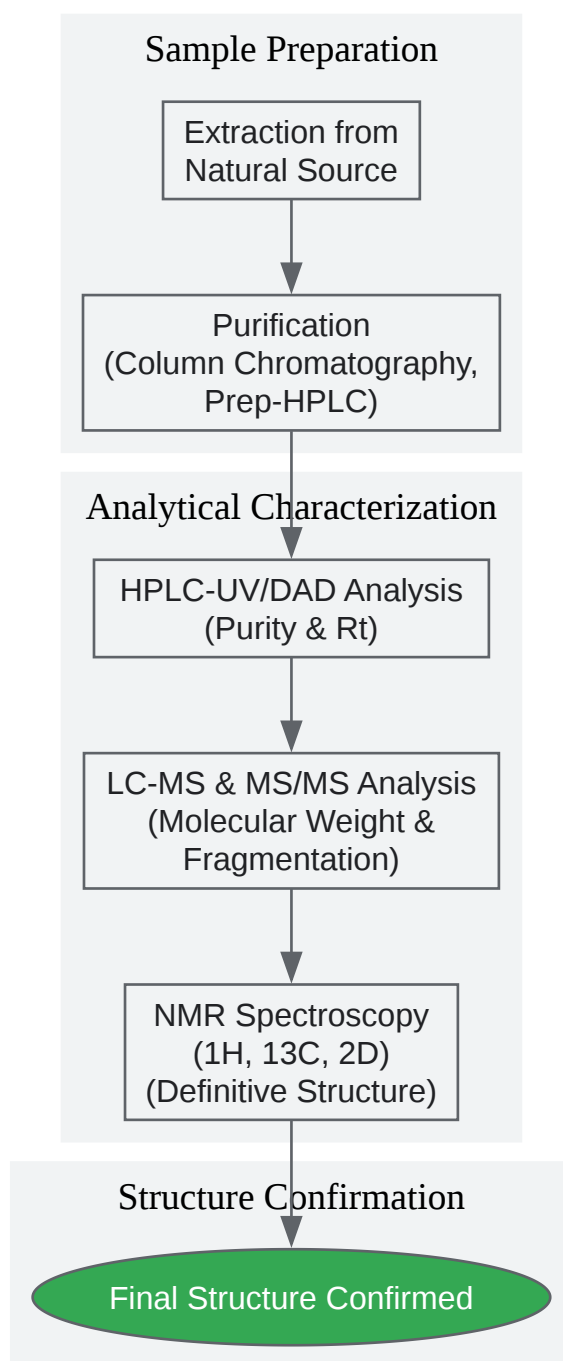 Sample Preparation
Extraction from
Natural Source
Purification
(Column Chromatography,
Prep-HPLC)
Analytical Characterization
HPLC-UV/DAD Analysis
(Purity & Rt)
LC-MS & MS/MS Analysis
(Molecular Weight &
Fragmentation)
NMR Spectroscopy
(1H, 13C, 2D)
(Definitive Structure)
Structure Confirmation
Final Structure Confirmed